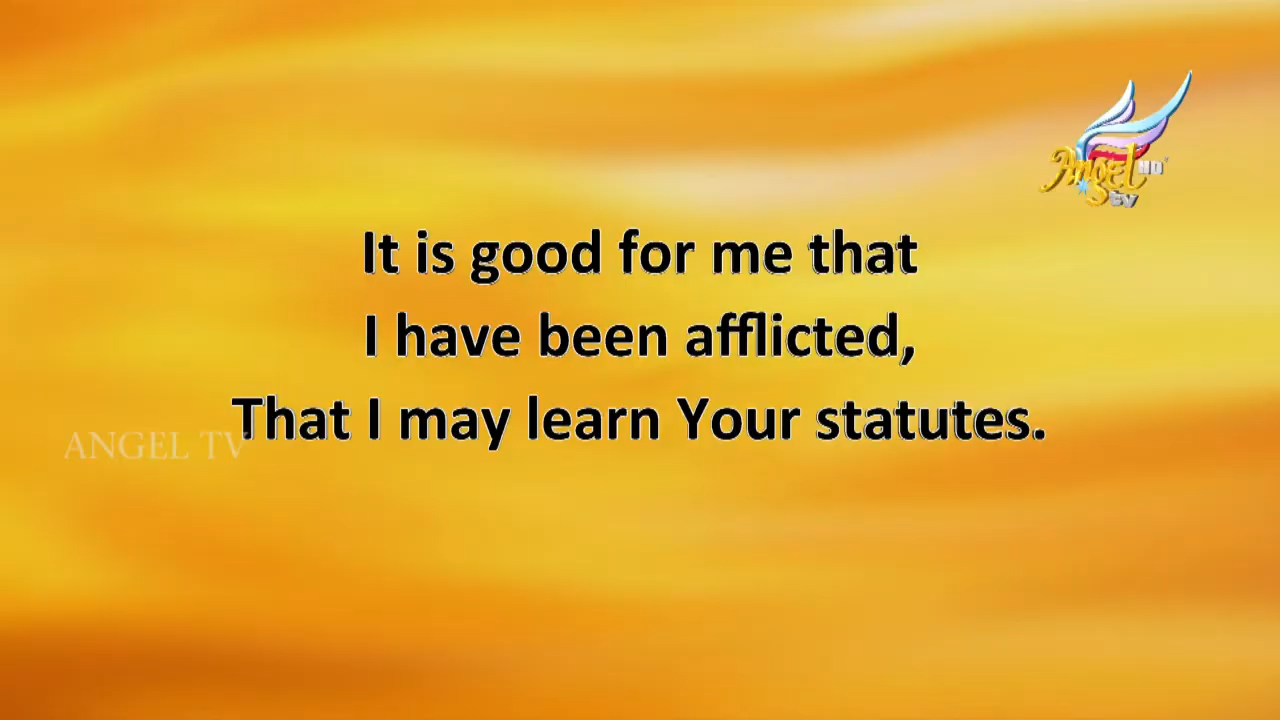 Angel HD
tv
It is good for me that
I have been afflicted,
That I may learn Your statutes.
ANGEL TV